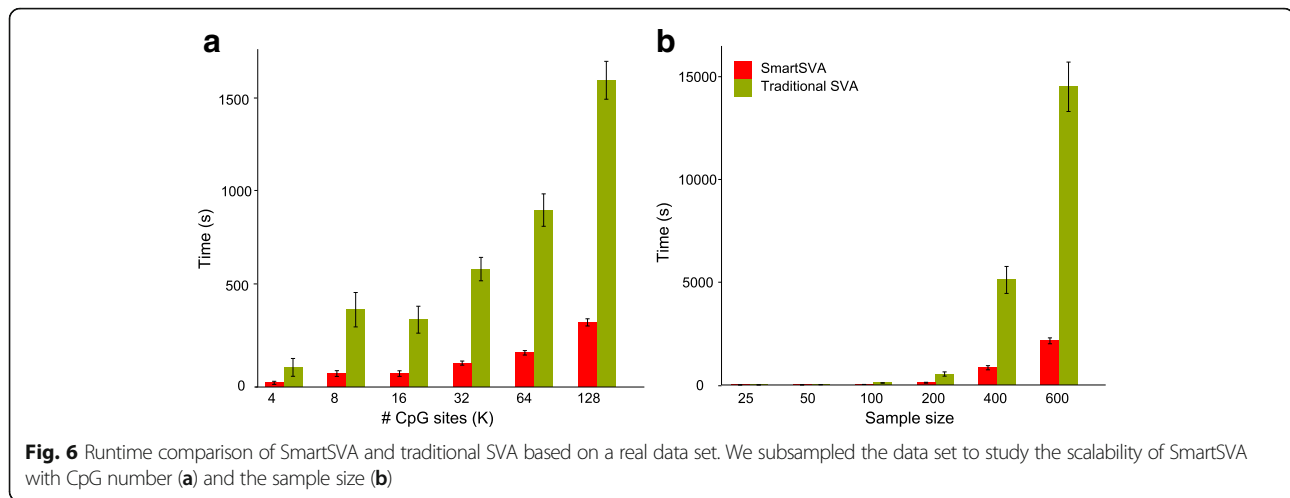 a
Time (s)
1500
1000
500
0
4 8 16 32 64 128
# CpG sites (K)
b
SmartSVA
Traditional SVA
Time (s)
15000
10000
5000
0
25 50 100 200 400 600
Sample size
Fig. 6 Runtime comparison of SmartSVA and traditional SVA based on a real data set. We subsampled the data set to study the scalability of SmartSVA
with CpG number (a) and the sample size (b)